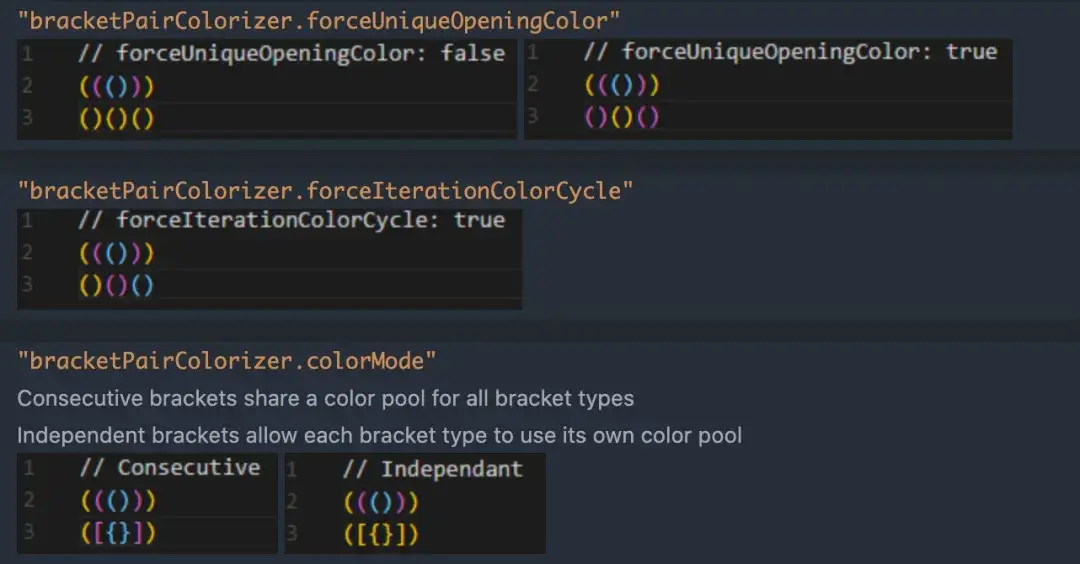 "bracketPairColorizer.forceUniqueOpeningColor"
1 // forceUniqueOpeningColor: false
2 ((()))
3 ()()()
1 // forceUniqueOpeningColor: true
2 ((()))
3 ()()()
"bracketPairColorizer.forceIterationColorCycle"
1 // forceIterationColorCycle: true
2 ((()))
3 ()()()
"bracketPairColorizer.colorMode"
Consecutive brackets share a color pool for all bracket types
Independent brackets allow each bracket type to use its own color pool
1 // Consecutive
2 ((()))
3 ([{}])
1 // Independant
2 ((()))
3 ([{}])